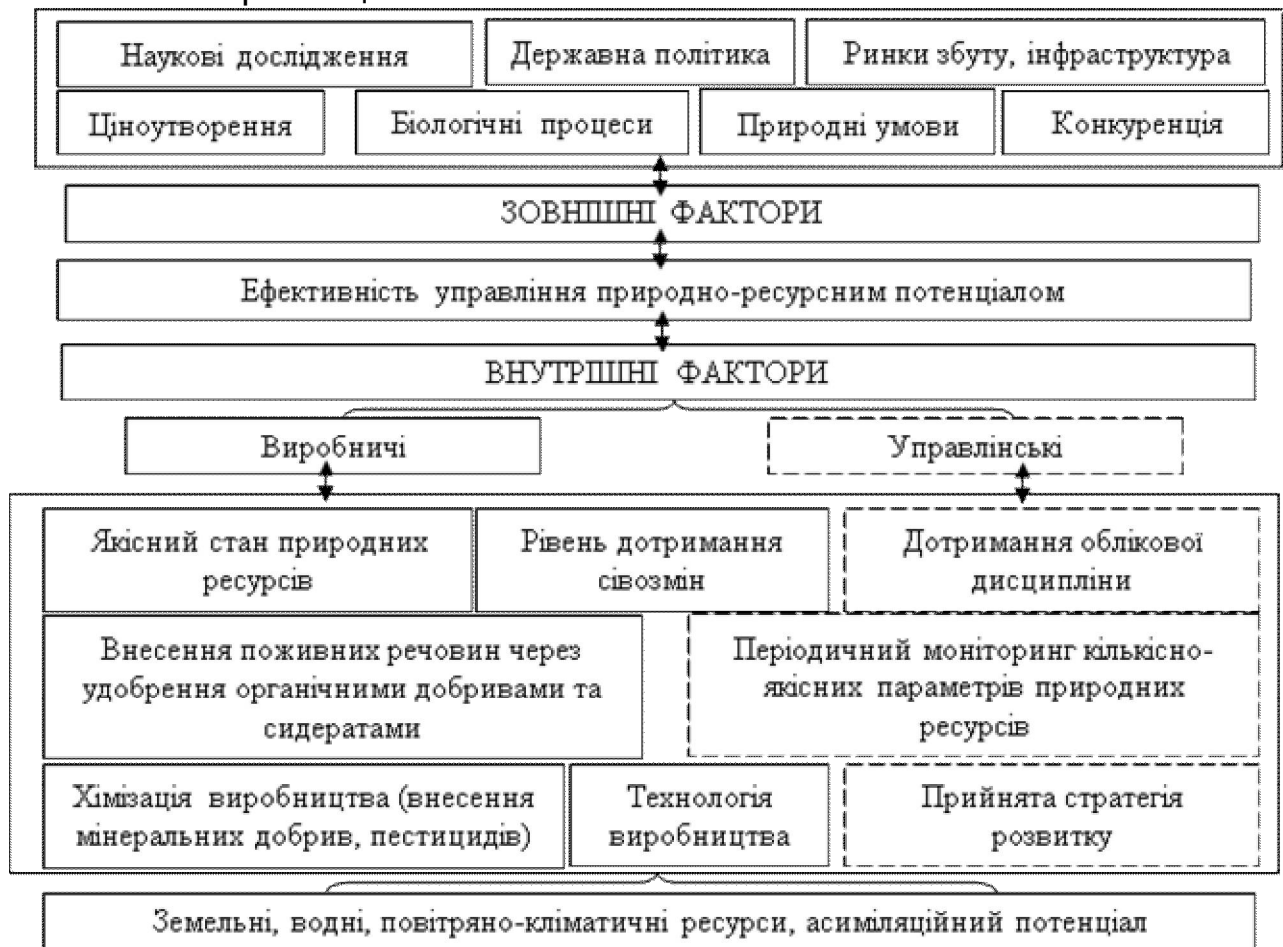 Наукові дослідження
Державна політика
Ринки збуту, інфраструктура
Ціноутворення
Біологічні процеси
Природні умови
Конкуренція
ЗОВНІШНІ ФАКТОРИ
Ефективність управління природно-ресурсним потенціалом
ВНУТРІШНІ ФАКТОРИ
Виробничі
Управлінські
Якісний стан природних
ресурсів
Рівень дотримання
сівозмін
Дотримання облікової
дисципліни
Внесення поживних речовин через
удобрення органічними добривами та
сидератами
Періодичний моніторинг кількісно-
якісних параметрів природних
ресурсів
Хімізація виробництва (внесення
мінеральних добрив, пестицидів)
Технологія
виробництва
Прийнята стратегія
розвитку
Земельні, водні, повітряно-кліматичні ресурси, асиміляційний потенціал